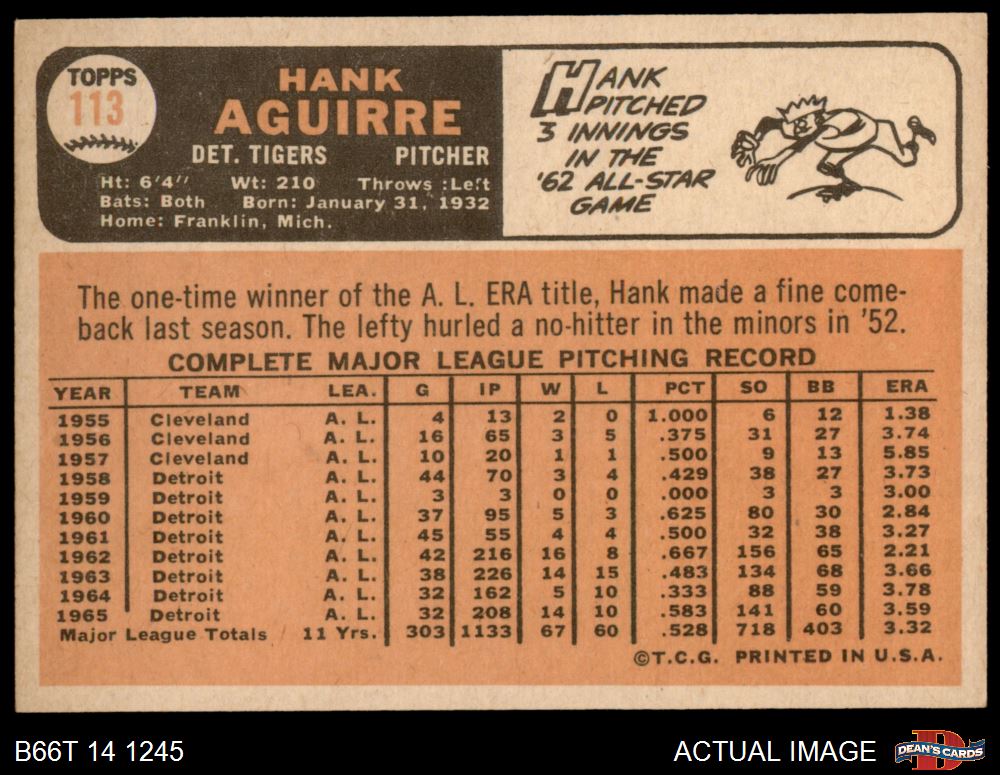 TOPPS
113
HANK
AGUIRRE
DET. TIGERS PITCHER
Ht: 6'4" Wt: 210 Throws :Left
Bats: Both Born: January 31, 1932
Home: Franklin, Mich.
HANK
PITCHED
3 INNINGS
IN THE
'62 ALL-STAR
GAME
The one-time winner of the A. L. ERA title, Hank made a fine come-
back last season. The lefty hurled a no-hitter in the minors in '52.
COMPLETE MAJOR LEAGUE PITCHING RECORD
YEAR TEAM LEA. G IP W L PCT SO BB ERA
1955 Cleveland A. L. 4 13 2 0 1.000 6 12 1.38
1956 Cleveland A. L. 16 65 3 5 .375 31 27 3.74
1957 Cleveland A. L. 10 20 1 1 .500 9 13 5.85
1958 Detroit A. L. 44 70 3 4 .429 38 27 3.73
1959 Detroit A. L. 3 3 0 0 .000 3 3 3.00
1960 Detroit A. L. 37 95 5 3 .625 80 30 2.84
1961 Detroit A. L. 45 55 4 4 .500 32 38 3.27
1962 Detroit A. L. 42 216 16 8 .667 156 65 2.21
1963 Detroit A. L. 38 226 14 15 .483 134 68 3.66
1964 Detroit A. L. 32 162 5 10 .333 88 59 3.78
1965 Detroit A. L. 32 208 14 10 .583 141 60 3.59
Major League Totals 11 Yrs. 303 1133 67 60 .528 718 403 3.32
©T.C.G. PRINTED IN U.S.A.
B66T 14 1245 ACTUAL IMAGE DEAN'S CARDS